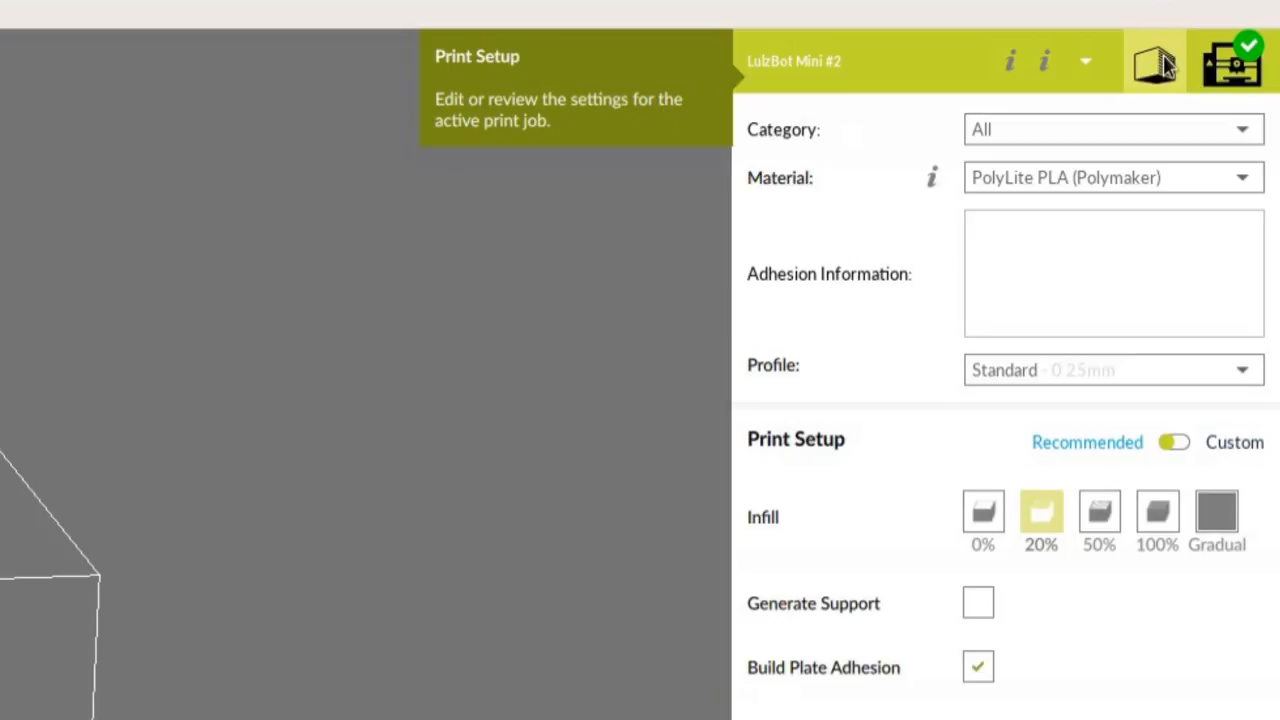 Print Setup
Edit or review the settings for the
active print job.
LulzBot Mini #2
i i
Category:
All
Material:
i
PolyLite PLA (Polymaker)
Adhesion Information:
Profile:
Standard - 0.25mm
Print Setup
Recommended
Custom
Infill
0%
20%
50%
100%
Gradual
Generate Support
Build Plate Adhesion